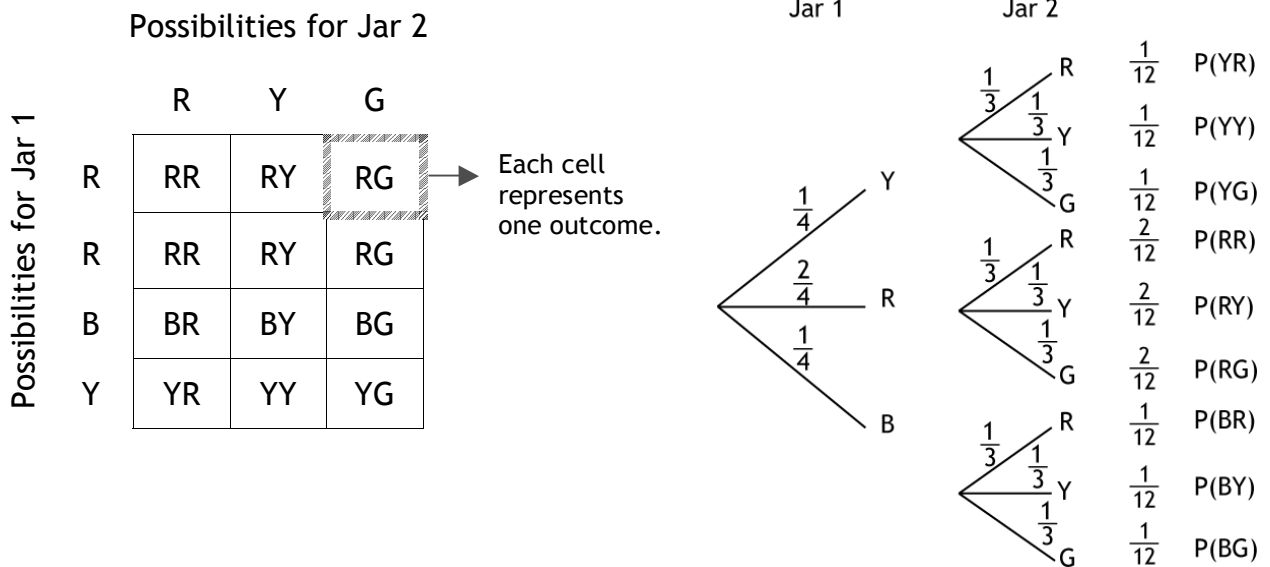 Possibilities for Jar 2
Possibilities for Jar 1
R Y G
R RR RY RG
R RR RY RG
B BR BY BG
Y YR YY YG
Each cell
represents
one outcome.
Jar 1 Jar 2
1/4 Y
2/4 R
1/4 B
1/3 R 1/12 P(YR)
1/3 Y 1/12 P(YY)
1/3 G 1/12 P(YG)
1/3 R 2/12 P(RR)
1/3 Y 2/12 P(RY)
1/3 G 2/12 P(RG)
1/3 R 1/12 P(BR)
1/3 Y 1/12 P(BY)
1/3 G 1/12 P(BG)